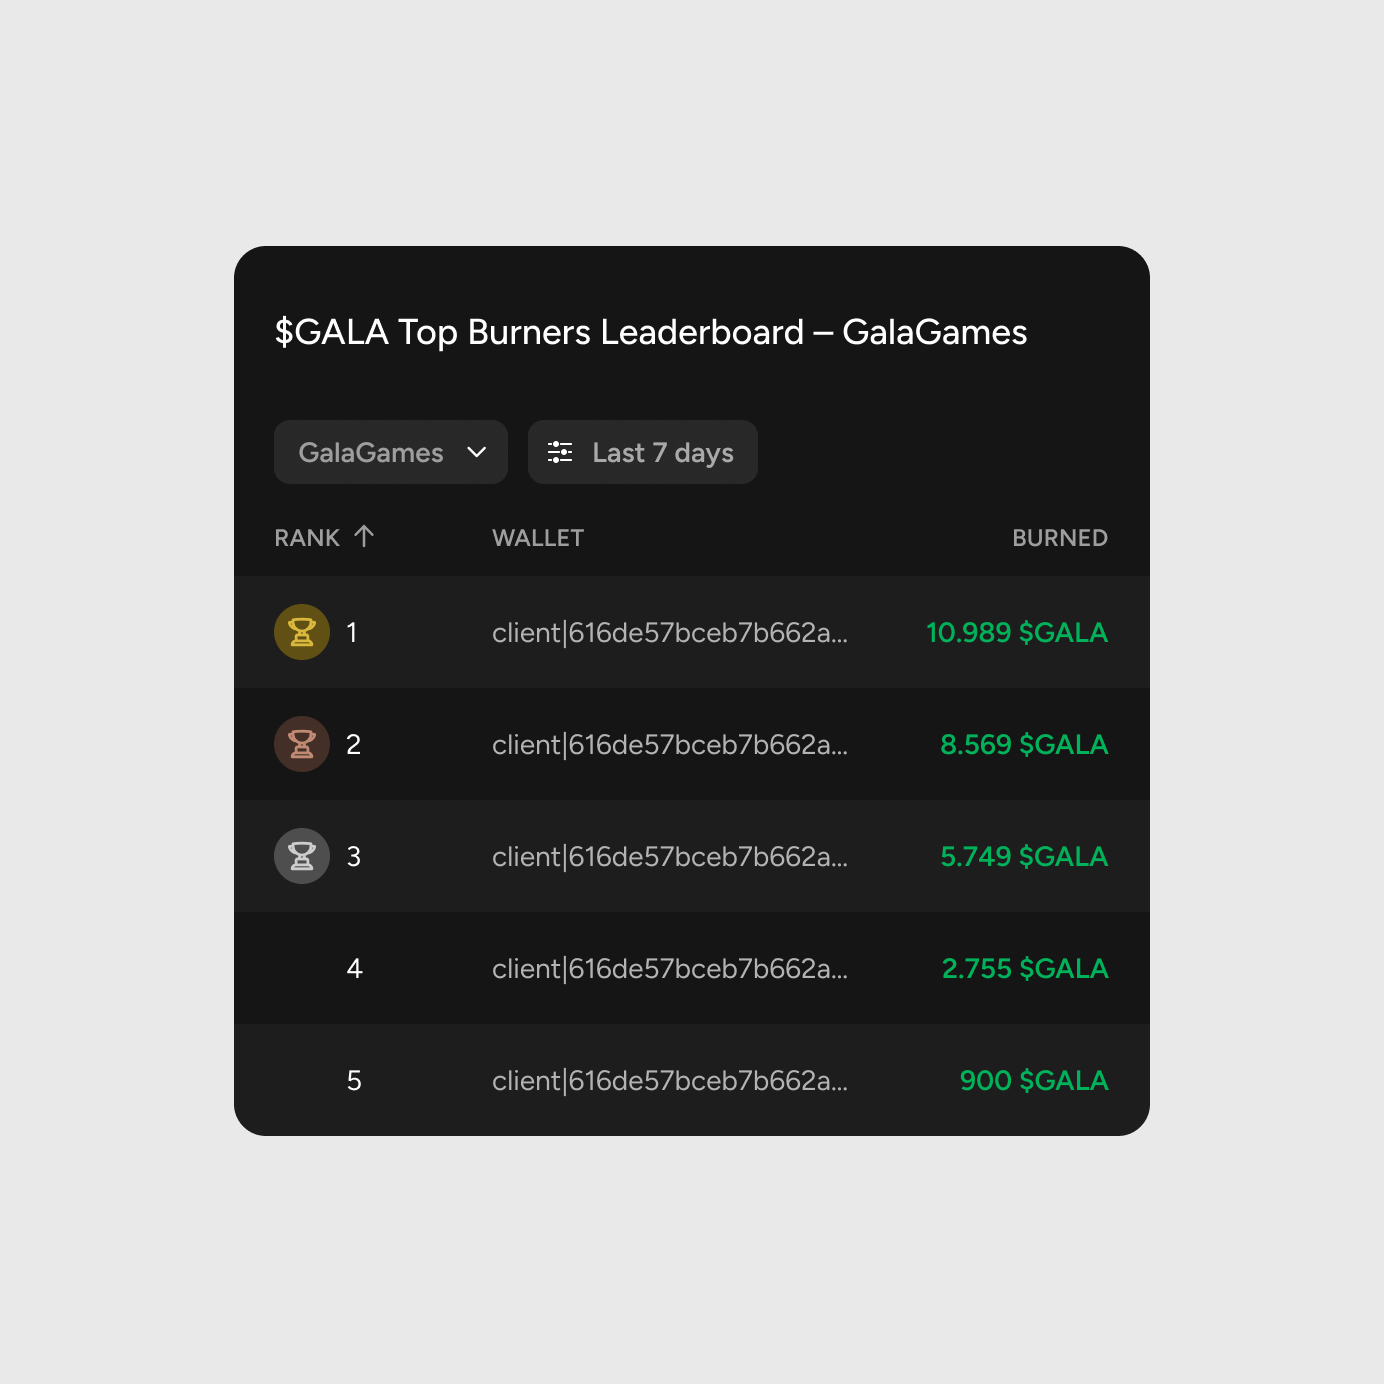 $GALA Top Burners Leaderboard – GalaGames
GalaGames Last 7 days
RANK WALLET BURNED
1 client|616de57bceb7b662a... 10.989 $GALA
2 client|616de57bceb7b662a... 8.569 $GALA
3 client|616de57bceb7b662a... 5.749 $GALA
4 client|616de57bceb7b662a... 2.755 $GALA
5 client|616de57bceb7b662a... 900 $GALA